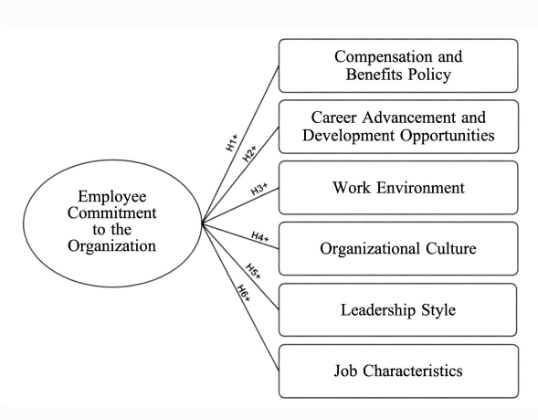 Compensation and
Benefits Policy
H1+
Career Advancement and
Development Opportunities
H2+
Work Environment
H3+
Employee
Commitment
to the
Organization
Organizational Culture
H4+
Leadership Style
H5+
Job Characteristics
H6+